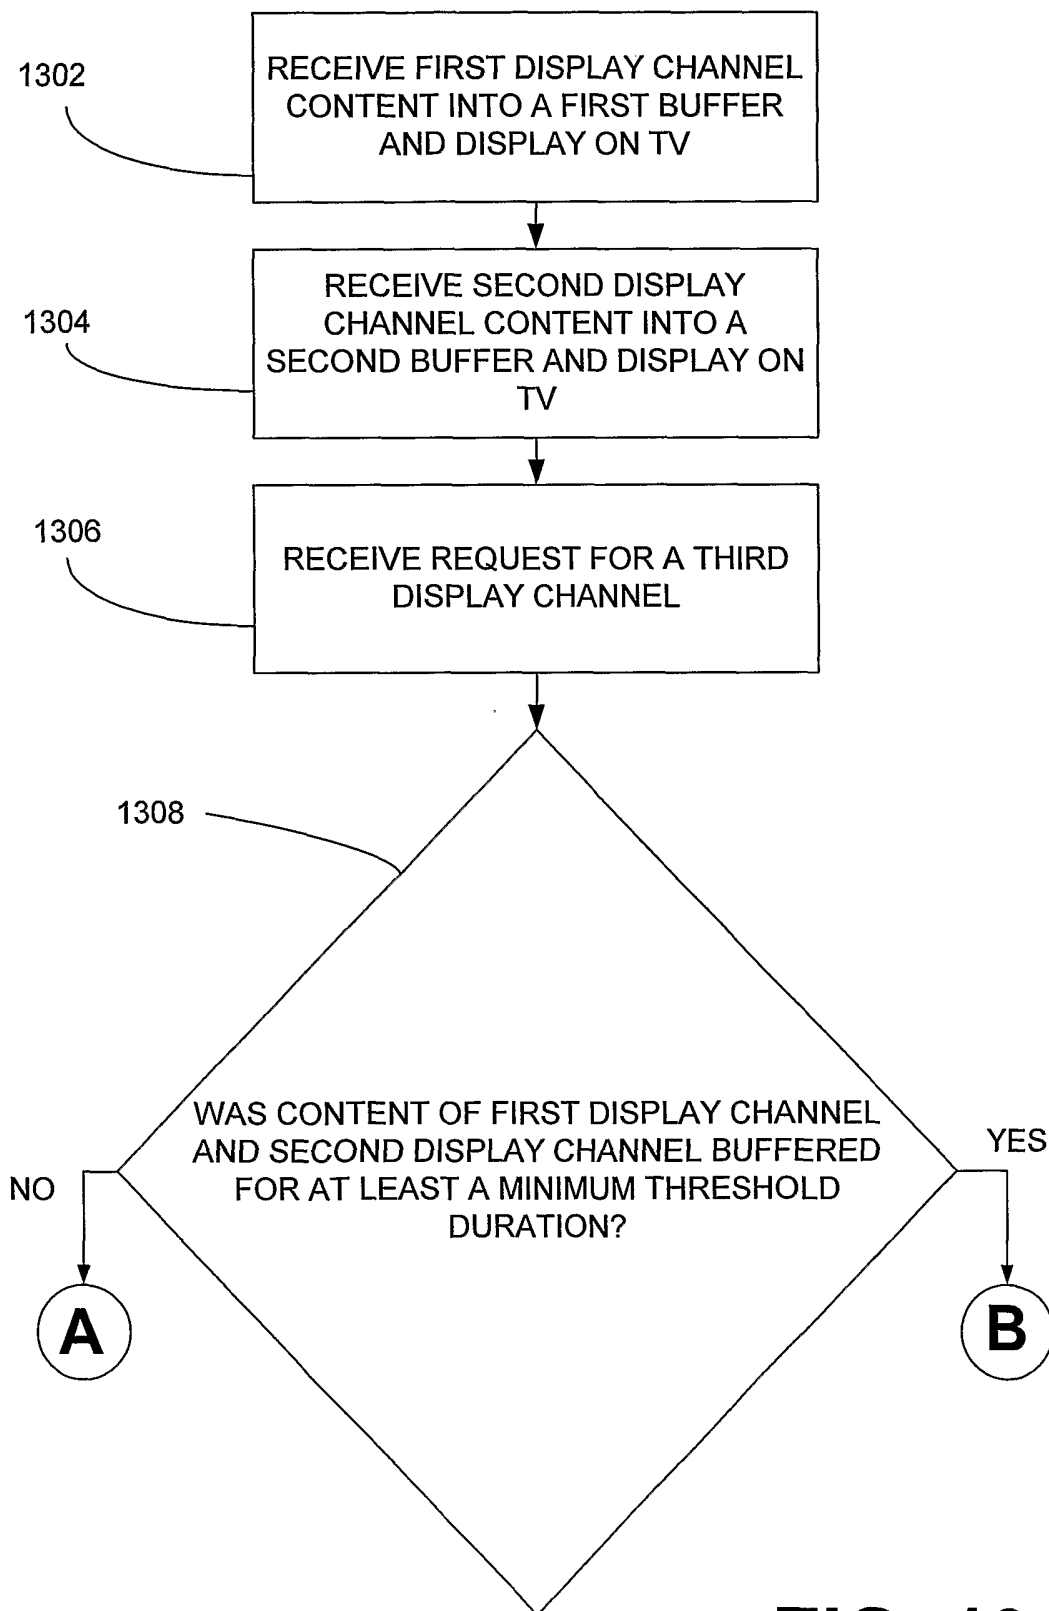 1302
RECEIVE FIRST DISPLAY CHANNEL
CONTENT INTO A FIRST BUFFER
AND DISPLAY ON TV
1304
RECEIVE SECOND DISPLAY
CHANNEL CONTENT INTO A
SECOND BUFFER AND DISPLAY ON
TV
1306
RECEIVE REQUEST FOR A THIRD
DISPLAY CHANNEL
1308
WAS CONTENT OF FIRST DISPLAY CHANNEL
AND SECOND DISPLAY CHANNEL BUFFERED
FOR AT LEAST A MINIMUM THRESHOLD
DURATION?
NO
YES
A
B